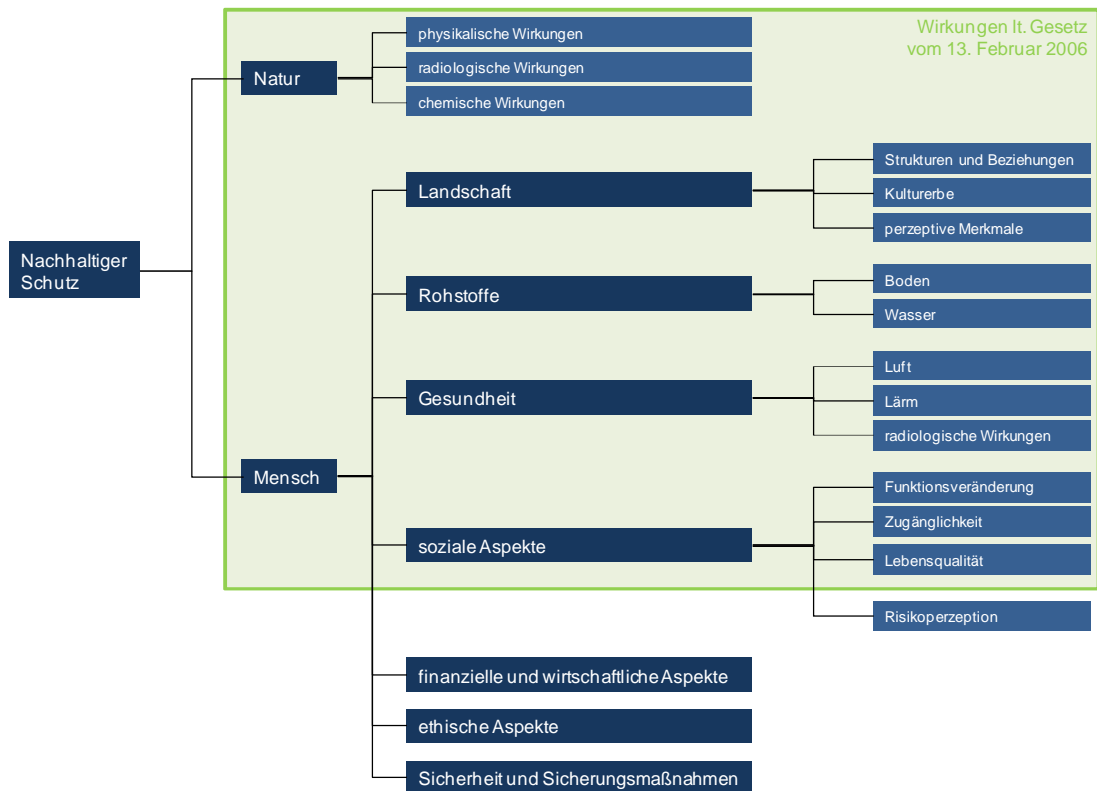 Wirkungen lt. Gesetz
vom 13. Februar 2006
physikalische Wirkungen
radiologische Wirkungen
Natur
chemische Wirkungen
Strukturen und Beziehungen
Landschaft
Kulturerbe
perzeptive Merkmale
Nachhaltiger
Schutz
Boden
Rohstoffe
Wasser
Luft
Gesundheit
Lärm
radiologische Wirkungen
Mensch
Funktionsveränderung
Zugänglichkeit
soziale Aspekte
Lebensqualität
Risikoperzeption
finanzielle und wirtschaftliche Aspekte
ethische Aspekte
Sicherheit und Sicherungsmaßnahmen